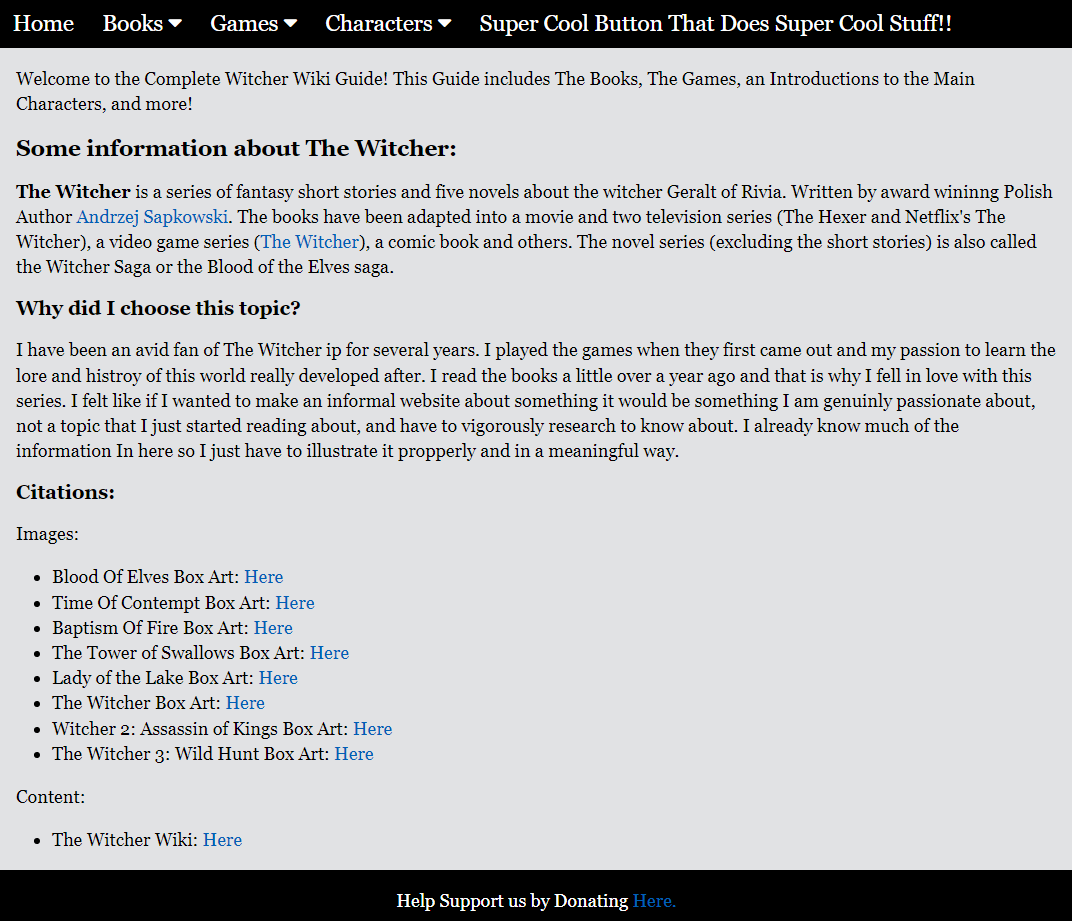 Home Books Games Characters Super Cool Button That Does Super Cool Stuff!!
Welcome to the Complete Witcher Wiki Guide! This Guide includes The Books, The Games, an Introductions to the Main
Characters, and more!
Some information about The Witcher:
The Witcher is a series of fantasy short stories and five novels about the witcher Geralt of Rivia. Written by award wininng Polish
Author Andrzej Sapkowski. The books have been adapted into a movie and two television series (The Hexer and Netflix's The
Witcher), a video game series (The Witcher), a comic book and others. The novel series (excluding the short stories) is also called
the Witcher Saga or the Blood of the Elves saga.
Why did I choose this topic?
I have been an avid fan of The Witcher ip for several years. I played the games when they first came out and my passion to learn the
lore and histroy of this world really developed after. I read the books a little over a year ago and that is why I fell in love with this
series. I felt like if I wanted to make an informal website about something it would be something I am genuinly passionate about,
not a topic that I just started reading about, and have to vigorously research to know about. I already know much of the
information In here so I just have to illustrate it propperly and in a meaningful way.
Citations:
Images:
• Blood Of Elves Box Art: Here
• Time Of Contempt Box Art: Here
• Baptism Of Fire Box Art: Here
• The Tower of Swallows Box Art: Here
• Lady of the Lake Box Art: Here
• The Witcher Box Art: Here
• Witcher 2: Assassin of Kings Box Art: Here
• The Witcher 3: Wild Hunt Box Art: Here
Content:
• The Witcher Wiki: Here
Help Support us by Donating Here.